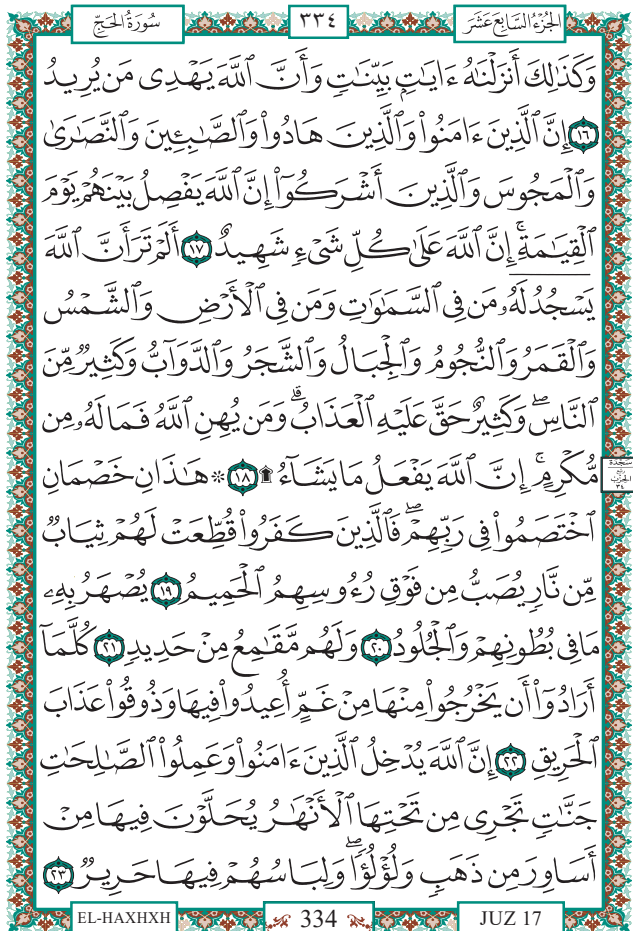 سُورَةُ الحَجّ
٣٣٤
الجُزْءُ السَّابِعَ عَشَرَ
وَكَذَٰلِكَ أَنزَلْنَٰهُ ءَايَٰتِۭ بَيِّنَٰتٖ وَأَنَّ ٱللَّهَ يَهْدِي مَن يُرِيدُ
١٦ إِنَّ ٱلَّذِينَ ءَامَنُواْ وَٱلَّذِينَ هَادُواْ وَٱلصَّٰبِـِٔينَ وَٱلنَّصَٰرَىٰ
وَٱلْمَجُوسَ وَٱلَّذِينَ أَشْرَكُوٓاْ إِنَّ ٱللَّهَ يَفْصِلُ بَيْنَهُمْ يَوْمَ
ٱلْقِيَٰمَةِۚ إِنَّ ٱللَّهَ عَلَىٰ كُلِّ شَيْءٖ شَهِيدٌ ١٧ أَلَمْ تَرَ أَنَّ ٱللَّهَ
يَسْجُدُ لَهُۥ مَن فِي ٱلسَّمَٰوَٰتِ وَمَن فِي ٱلْأَرْضِ وَٱلشَّمْسُ
وَٱلْقَمَرُ وَٱلنُّجُومُ وَٱلْجِبَالُ وَٱلشَّجَرُ وَٱلدَّوَآبُّ وَكَثِيرٞ مِّنَ
ٱلنَّاسِۖ وَكَثِيرٌ حَقَّ عَلَيْهِ ٱلْعَذَابُۗ وَمَن يُهِنِ ٱللَّهُ فَمَا لَهُۥ مِن
مُّكْرِمٍۚ إِنَّ ٱللَّهَ يَفْعَلُ مَا يَشَآءُ۩ ١٨ ۞ هَٰذَانِ خَصْمَانِ
سجدة
ربع
الحزب
٣٤
ٱخْتَصَمُواْ فِي رَبِّهِمْۖ فَٱلَّذِينَ كَفَرُواْ قُطِّعَتْ لَهُمْ ثِيَابٞ
مِّن نَّارٖ يُصَبُّ مِن فَوْقِ رُءُوسِهِمُ ٱلْحَمِيمُ ١٩ يُصْهَرُ بِهِۦ
مَا فِي بُطُونِهِمْ وَٱلْجُلُودُ ٢٠ وَلَهُم مَّقَٰمِعُ مِنْ حَدِيدٖ ٢١ كُلَّمَآ
أَرَادُوٓاْ أَن يَخْرُجُواْ مِنْهَا مِنْ غَمٍّ أُعِيدُواْ فِيهَا وَذُوقُواْ عَذَابَ
ٱلْحَرِيقِ ٢٢ إِنَّ ٱللَّهَ يُدْخِلُ ٱلَّذِينَ ءَامَنُواْ وَعَمِلُواْ ٱلصَّٰلِحَٰتِ
جَنَّٰتٖ تَجْرِي مِن تَحْتِهَا ٱلْأَنْهَٰرُ يُحَلَّوْنَ فِيهَا مِنْ
أَسَاوِرَ مِن ذَهَبٖ وَلُؤْلُؤٗاۖ وَلِبَاسُهُمْ فِيهَا حَرِيرٞ ٢٣
EL-HAXHXH
334
JUZ 17